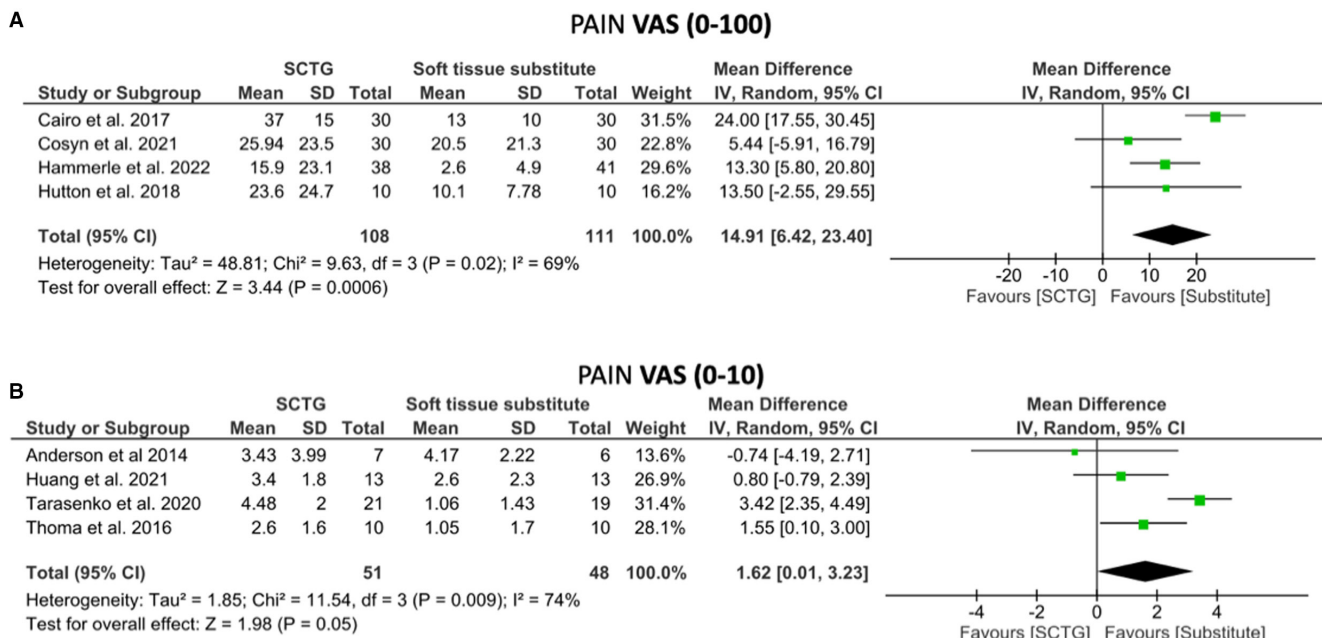 A
PAIN VAS (0-100)
SCTG Soft tissue substitute Mean Difference Mean Difference
Study or Subgroup Mean SD Total Mean SD Total Weight IV, Random, 95% CI IV, Random, 95% CI
Cairo et al. 2017 37 15 30 13 10 30 31.5% 24.00 [17.55, 30.45]
Cosyn et al. 2021 25.94 23.5 30 20.5 21.3 30 22.8% 5.44 [-5.91, 16.79]
Hammerle et al. 2022 15.9 23.1 38 2.6 4.9 41 29.6% 13.30 [5.80, 20.80]
Hutton et al. 2018 23.6 24.7 10 10.1 7.78 10 16.2% 13.50 [-2.55, 29.55]
Total (95% CI) 108 111 100.0% 14.91 [6.42, 23.40]
Heterogeneity: Tau² = 48.81; Chi² = 9.63, df = 3 (P = 0.02); I² = 69%
Test for overall effect: Z = 3.44 (P = 0.0006)
-20 -10 0 10 20
Favours [SCTG] Favours [Substitute]
B
PAIN VAS (0-10)
SCTG Soft tissue substitute Mean Difference Mean Difference
Study or Subgroup Mean SD Total Mean SD Total Weight IV, Random, 95% CI IV, Random, 95% CI
Anderson et al 2014 3.43 3.99 7 4.17 2.22 6 13.6% -0.74 [-4.19, 2.71]
Huang et al. 2021 3.4 1.8 13 2.6 2.3 13 26.9% 0.80 [-0.79, 2.39]
Tarasenko et al. 2020 4.48 2 21 1.06 1.43 19 31.4% 3.42 [2.35, 4.49]
Thoma et al. 2016 2.6 1.6 10 1.05 1.7 10 28.1% 1.55 [0.10, 3.00]
Total (95% CI) 51 48 100.0% 1.62 [0.01, 3.23]
Heterogeneity: Tau² = 1.85; Chi² = 11.54, df = 3 (P = 0.009); I² = 74%
Test for overall effect: Z = 1.98 (P = 0.05)
-4 -2 0 2 4
Favours [SCTG] Favours [Substitute]